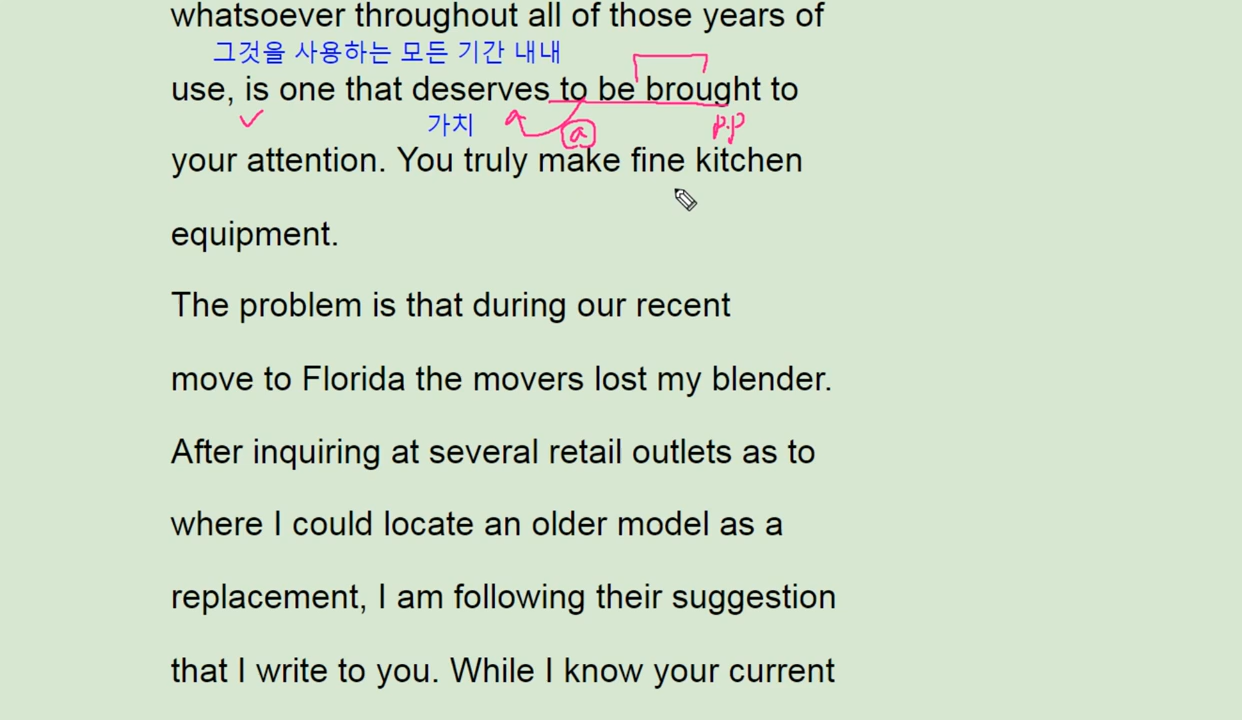 whatsoever throughout all of those years of
그것을 사용하는 모든 기간 내내
use, is one that deserves to be brought to
가치 a p.p
your attention. You truly make fine kitchen
equipment.
The problem is that during our recent
move to Florida the movers lost my blender.
After inquiring at several retail outlets as to
where I could locate an older model as a
replacement, I am following their suggestion
that I write to you. While I know your current